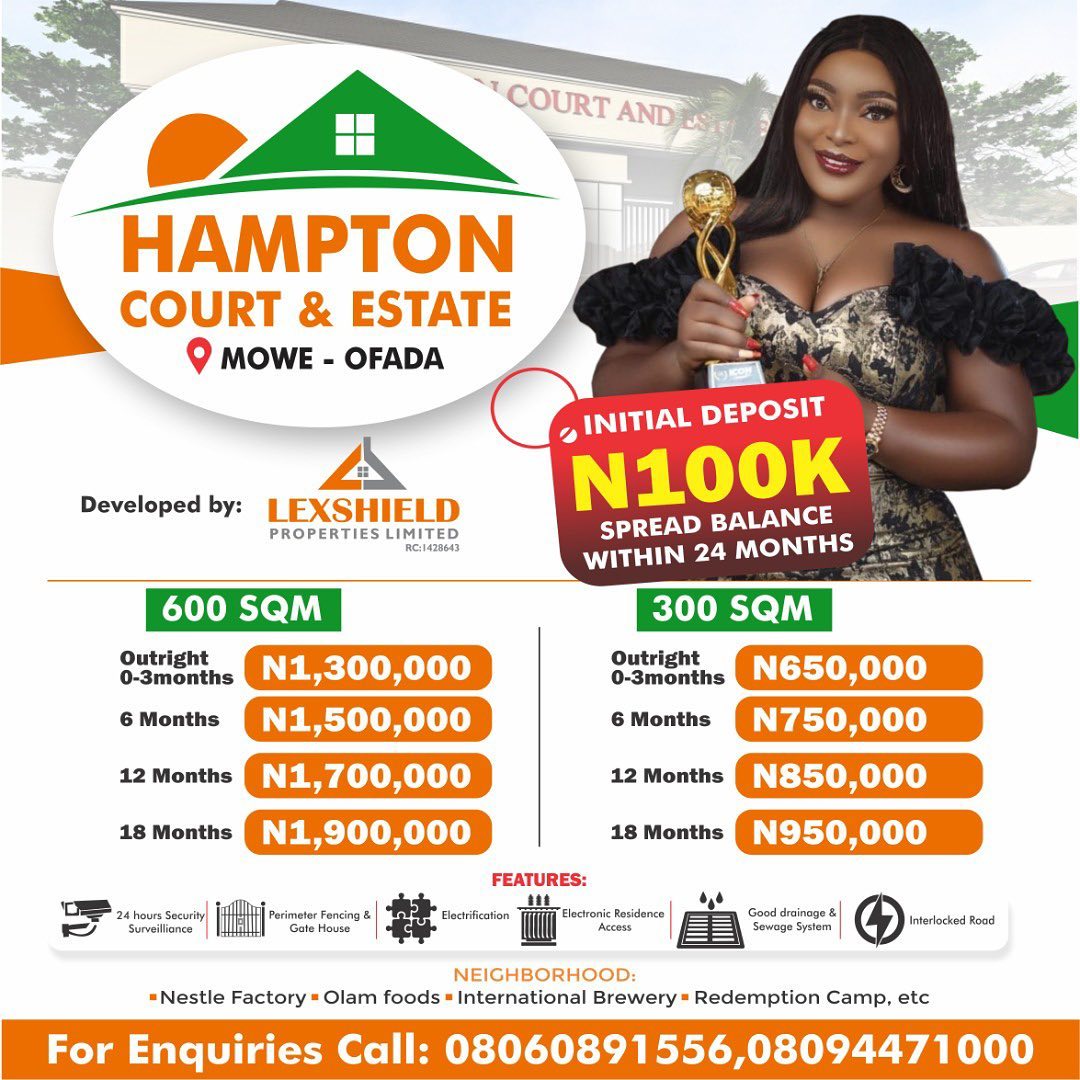 N COURT AND ES
HAMPTON
COURT & ESTATE
MOWE - OFADA
ICON
INITIAL DEPOSIT
N100K
SPREAD BALANCE
WITHIN 24 MONTHS
Developed by:
LEXSHIELD
PROPERTIES LIMITED
RC:1428643
600 SQM
Outright
0-3months
N1,300,000
6 Months
N1,500,000
12 Months
N1,700,000
18 Months
N1,900,000
300 SQM
Outright
0-3months
N650,000
6 Months
N750,000
12 Months
N850,000
18 Months
N950,000
FEATURES:
24 hours Security
Surveilliance
Perimeter Fencing &
Gate House
Electrification
Electronic Residence
Access
Good drainage &
Sewage System
Interlocked Road
NEIGHBORHOOD:
▪Nestle Factory ▪ Olam foods ▪ International Brewery ▪ Redemption Camp, etc
For Enquiries Call: 08060891556,08094471000